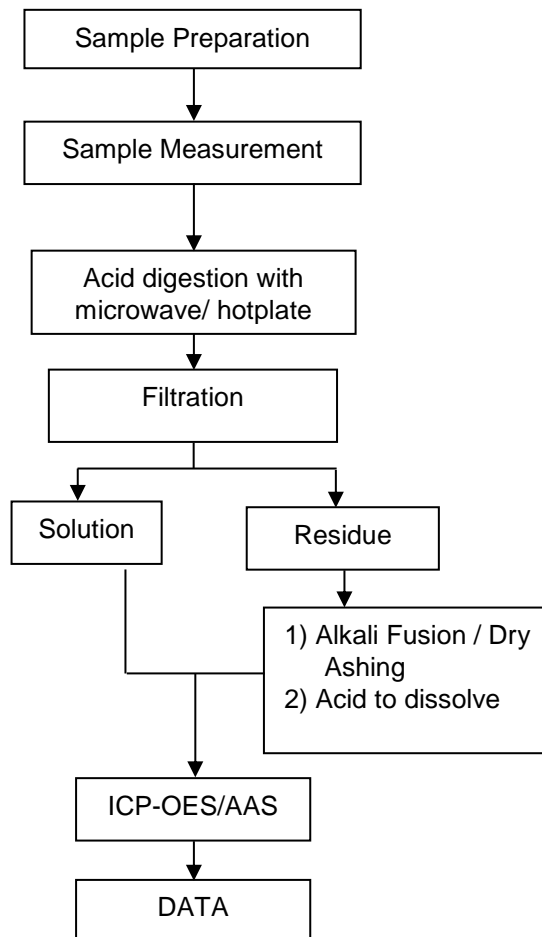 Sample Preparation
Sample Measurement
Acid digestion with
microwave/ hotplate
Filtration
Solution
Residue
1) Alkali Fusion / Dry
Ashing
2) Acid to dissolve
ICP-OES/AAS
DATA